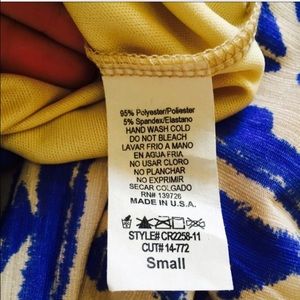 95% Polyester/Poliester
5% Spandex/Elastano
HAND WASH COLD
DO NOT BLEACH
LAVAR FRIO A MANO
EN AGUA FRIA
NO USAR CLORO
NO PLANCHAR
NO EXPRIMIR
SECAR COLGADO
RN# 139726
MADE IN U.S.A.
STYLE# CR2258-11
CUT# 14-772
Small